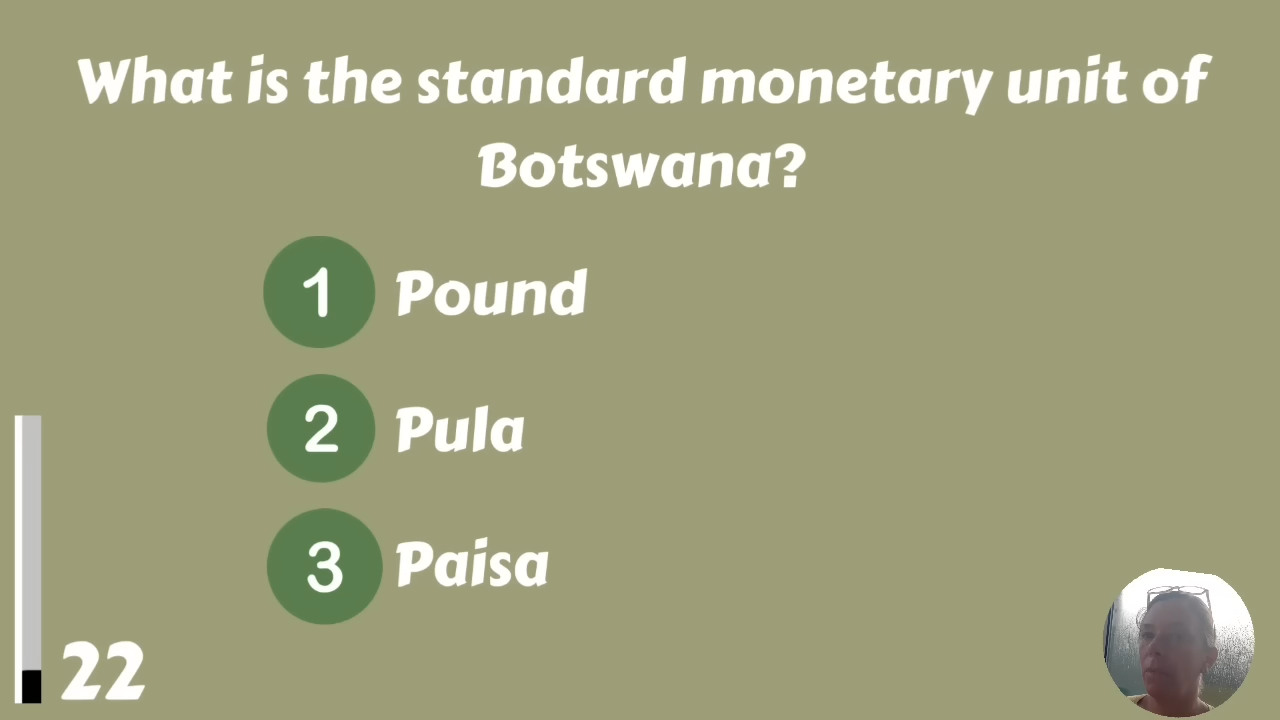 What is the standard monetary unit of
Botswana?
1 Pound
2 Pula
3 Paisa
22